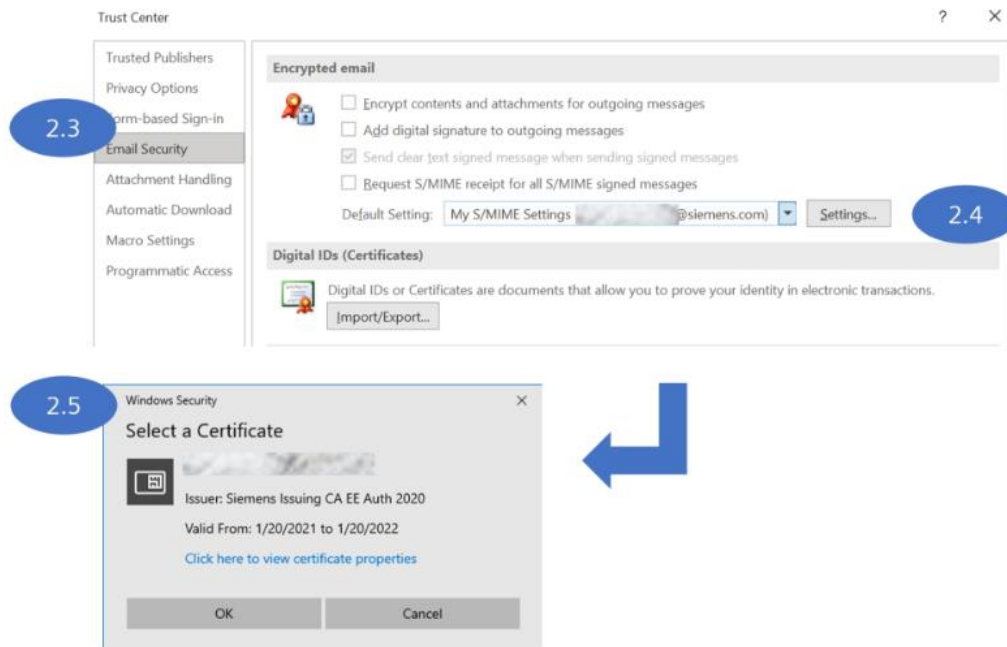 Trust Center
?
Trusted Publishers
Privacy Options
Form-based Sign-in
Email Security
Attachment Handling
Automatic Download
Macro Settings
Programmatic Access
2.3
Encrypted email
Encrypt contents and attachments for outgoing messages
Add digital signature to outgoing messages
Send clear text signed message when sending signed messages
Request S/MIME receipt for all S/MIME signed messages
Default Setting: My S/MIME Settings @siemens.com) Settings...
2.4
Digital IDs (Certificates)
Digital IDs or Certificates are documents that allow you to prove your identity in electronic transactions.
Import/Export...
2.5
Windows Security
Select a Certificate
Issuer: Siemens Issuing CA EE Auth 2020
Valid From: 1/20/2021 to 1/20/2022
Click here to view certificate properties
OK
Cancel